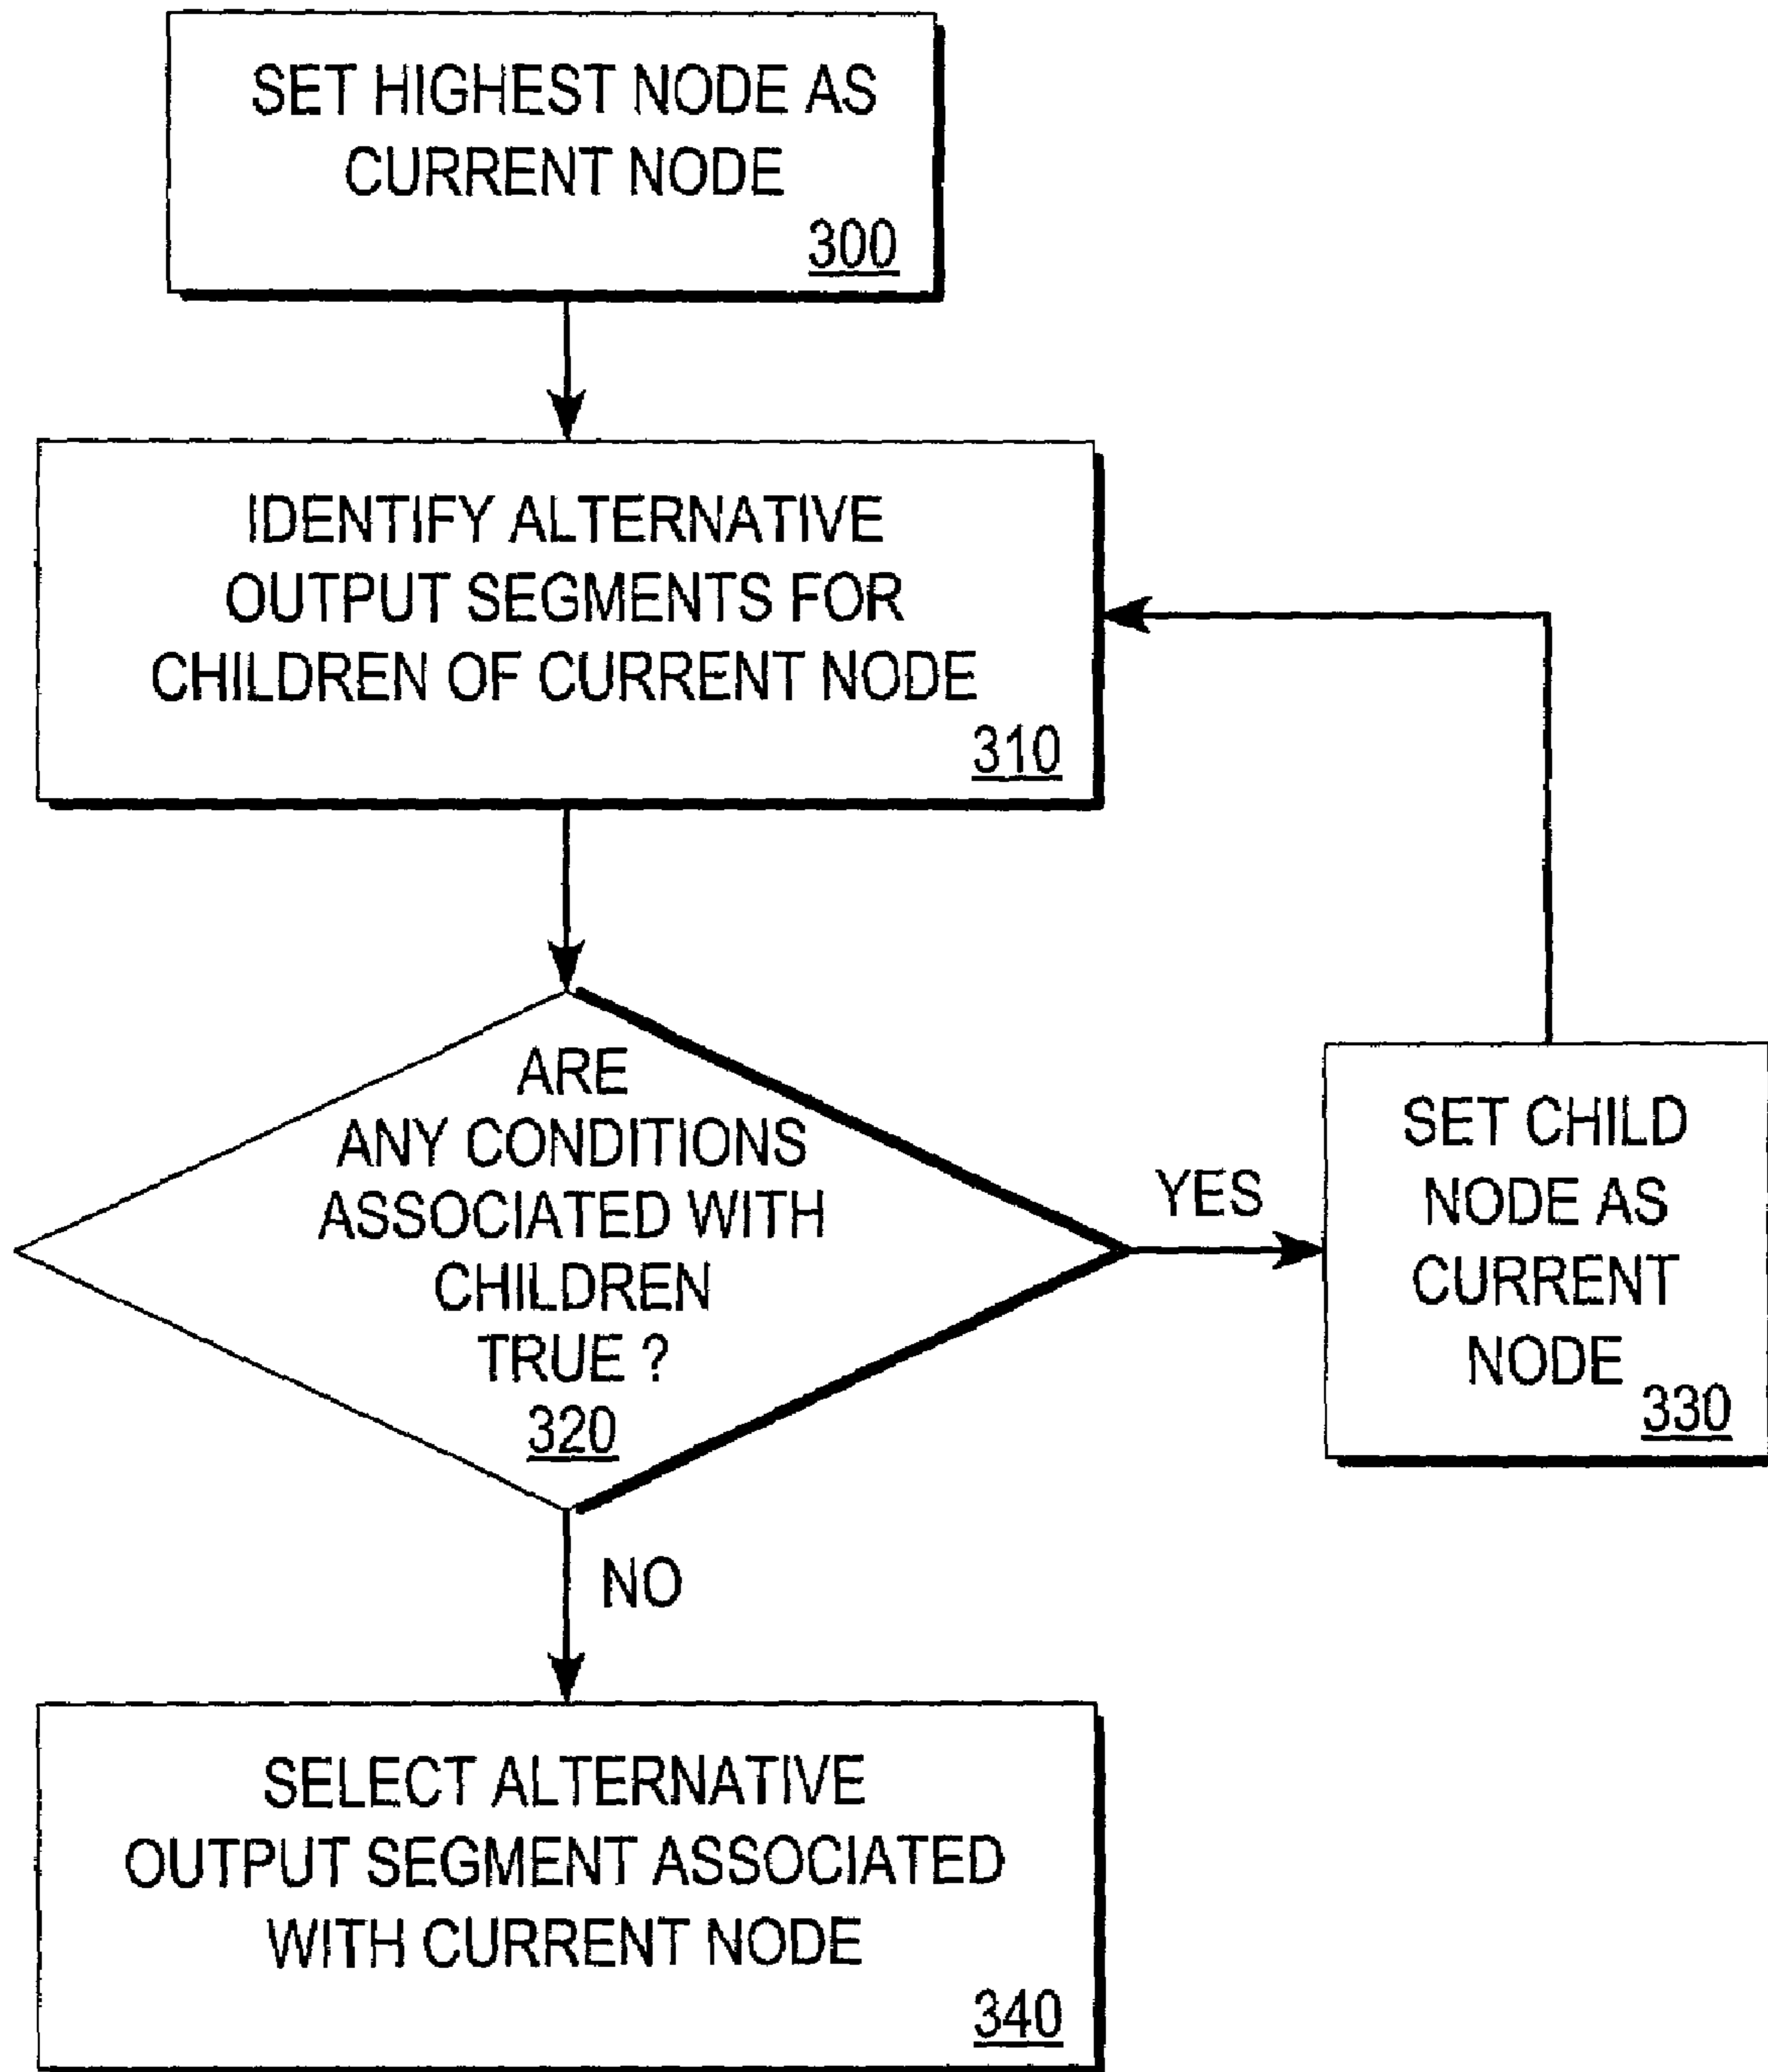 SET HIGHEST NODE AS
CURRENT NODE
300
IDENTIFY ALTERNATIVE
OUTPUT SEGMENTS FOR
CHILDREN OF CURRENT NODE
310
ARE
ANY CONDITIONS
ASSOCIATED WITH
CHILDREN
TRUE ?
320
YES
SET CHILD
NODE AS
CURRENT
NODE
330
NO
SELECT ALTERNATIVE
OUTPUT SEGMENT ASSOCIATED
WITH CURRENT NODE
340